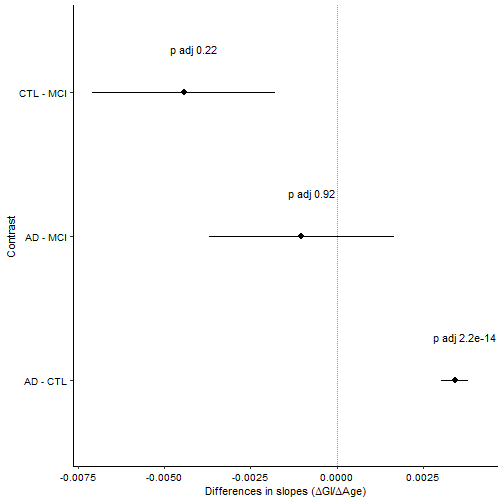 p adj 0.22
CTL - MCI
p adj 0.92
AD - MCI
p adj 2.2e-14
AD - CTL
Contrast
-0.0075 -0.0050 -0.0025 0.0000 0.0025
Differences in slopes (ΔGI/ΔAge)